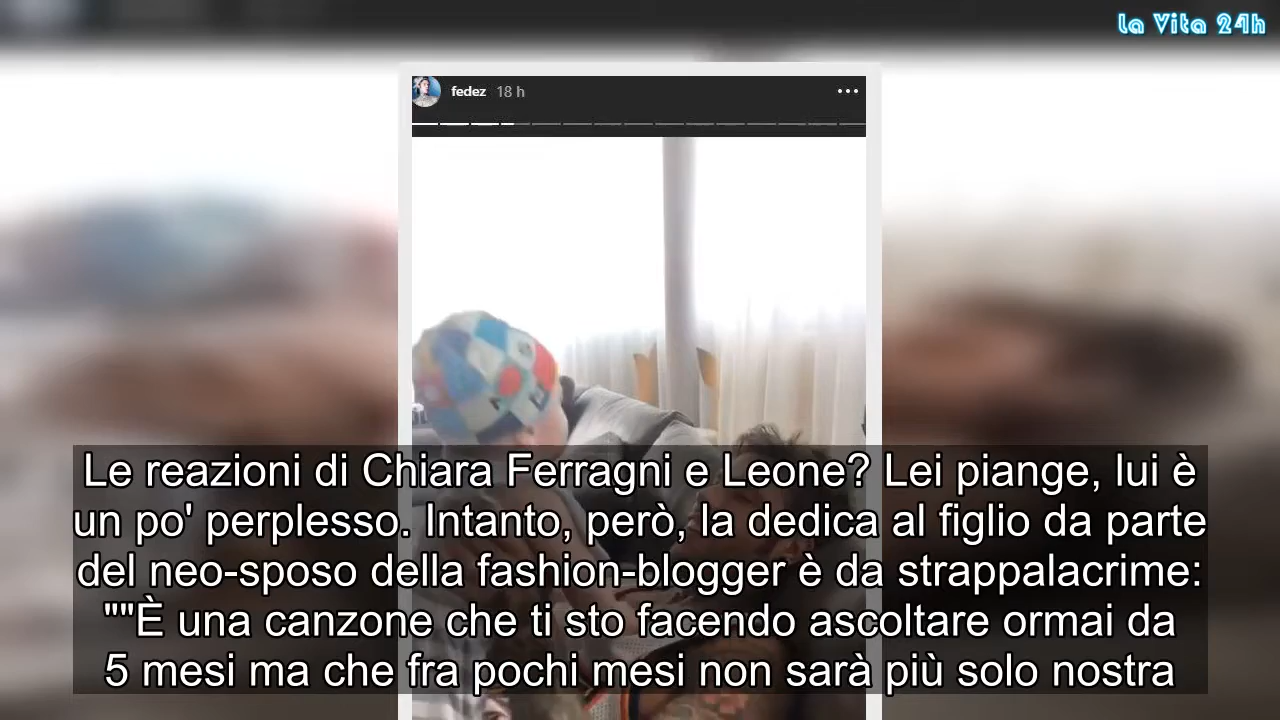 La Vita 24h
fedez 18 h
Le reazioni di Chiara Ferragni e Leone? Lei piange, lui è
un po' perplesso. Intanto, però, la dedica al figlio da parte
del neo-sposo della fashion-blogger è da strappalacrime:
""È una canzone che ti sto facendo ascoltare ormai da
5 mesi ma che fra pochi mesi non sarà più solo nostra